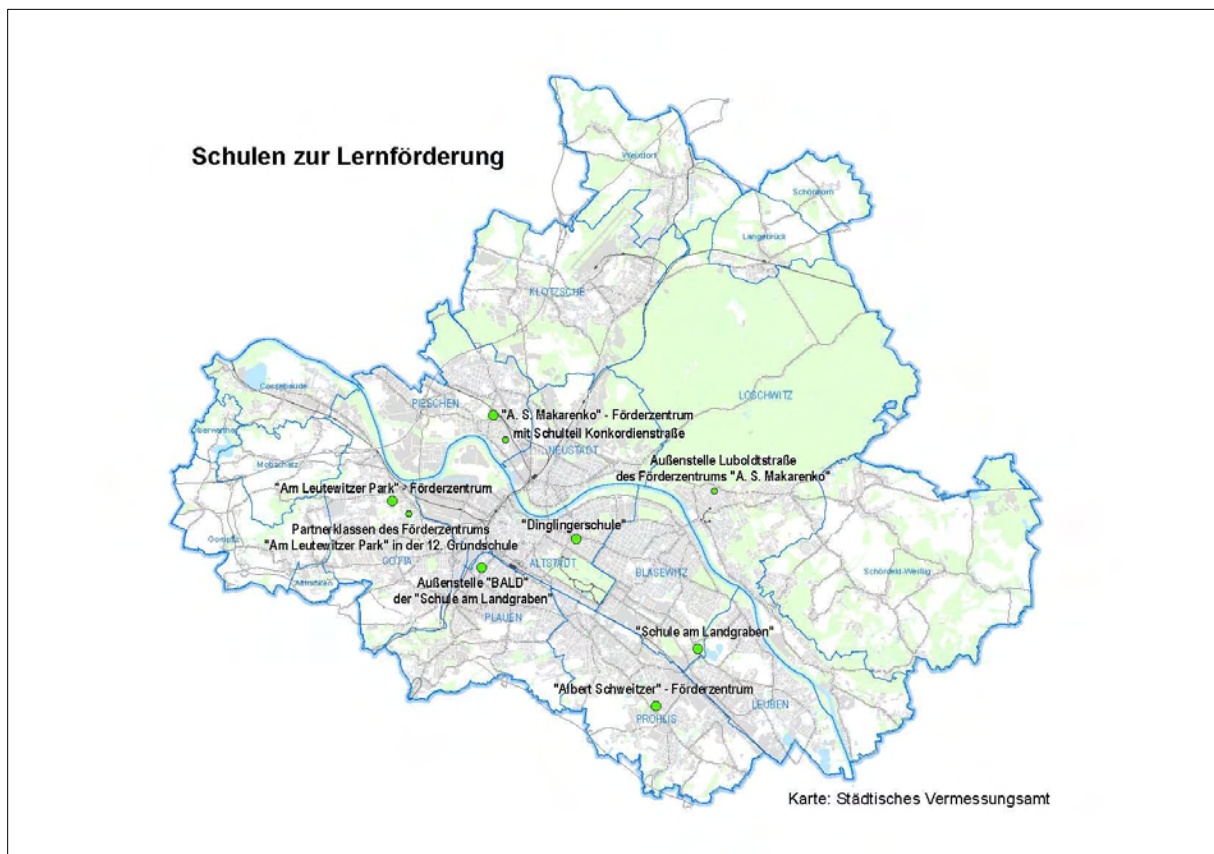 Schulen zur Lernförderung
Weixdorf
Schönborn
Langebrück
KLOTZSCHE
Cossebaude
PIESCHEN
LOSCHWITZ
"A. S. Makarenko" - Förderzentrum
mit Schulteil Konkordienstraße
NEUSTADT
Oberwartha
Mobschatz
Außenstelle Luboldtstraße
des Förderzentrums "A. S. Makarenko"
"Am Leutewitzer Park" - Förderzentrum
Partnerklassen des Förderzentrums
"Am Leutewitzer Park" in der 12. Grundschule
"Dinglingerschule"
Gompitz
COTTA
ALTSTADT
BLASEWITZ
Altfranken
Schönfeld-Weißig
Außenstelle "BALD"
der "Schule am Landgraben"
PLAUEN
"Schule am Landgraben"
"Albert Schweitzer" - Förderzentrum
LEUBEN
PROHLIS
Karte: Städtisches Vermessungsamt